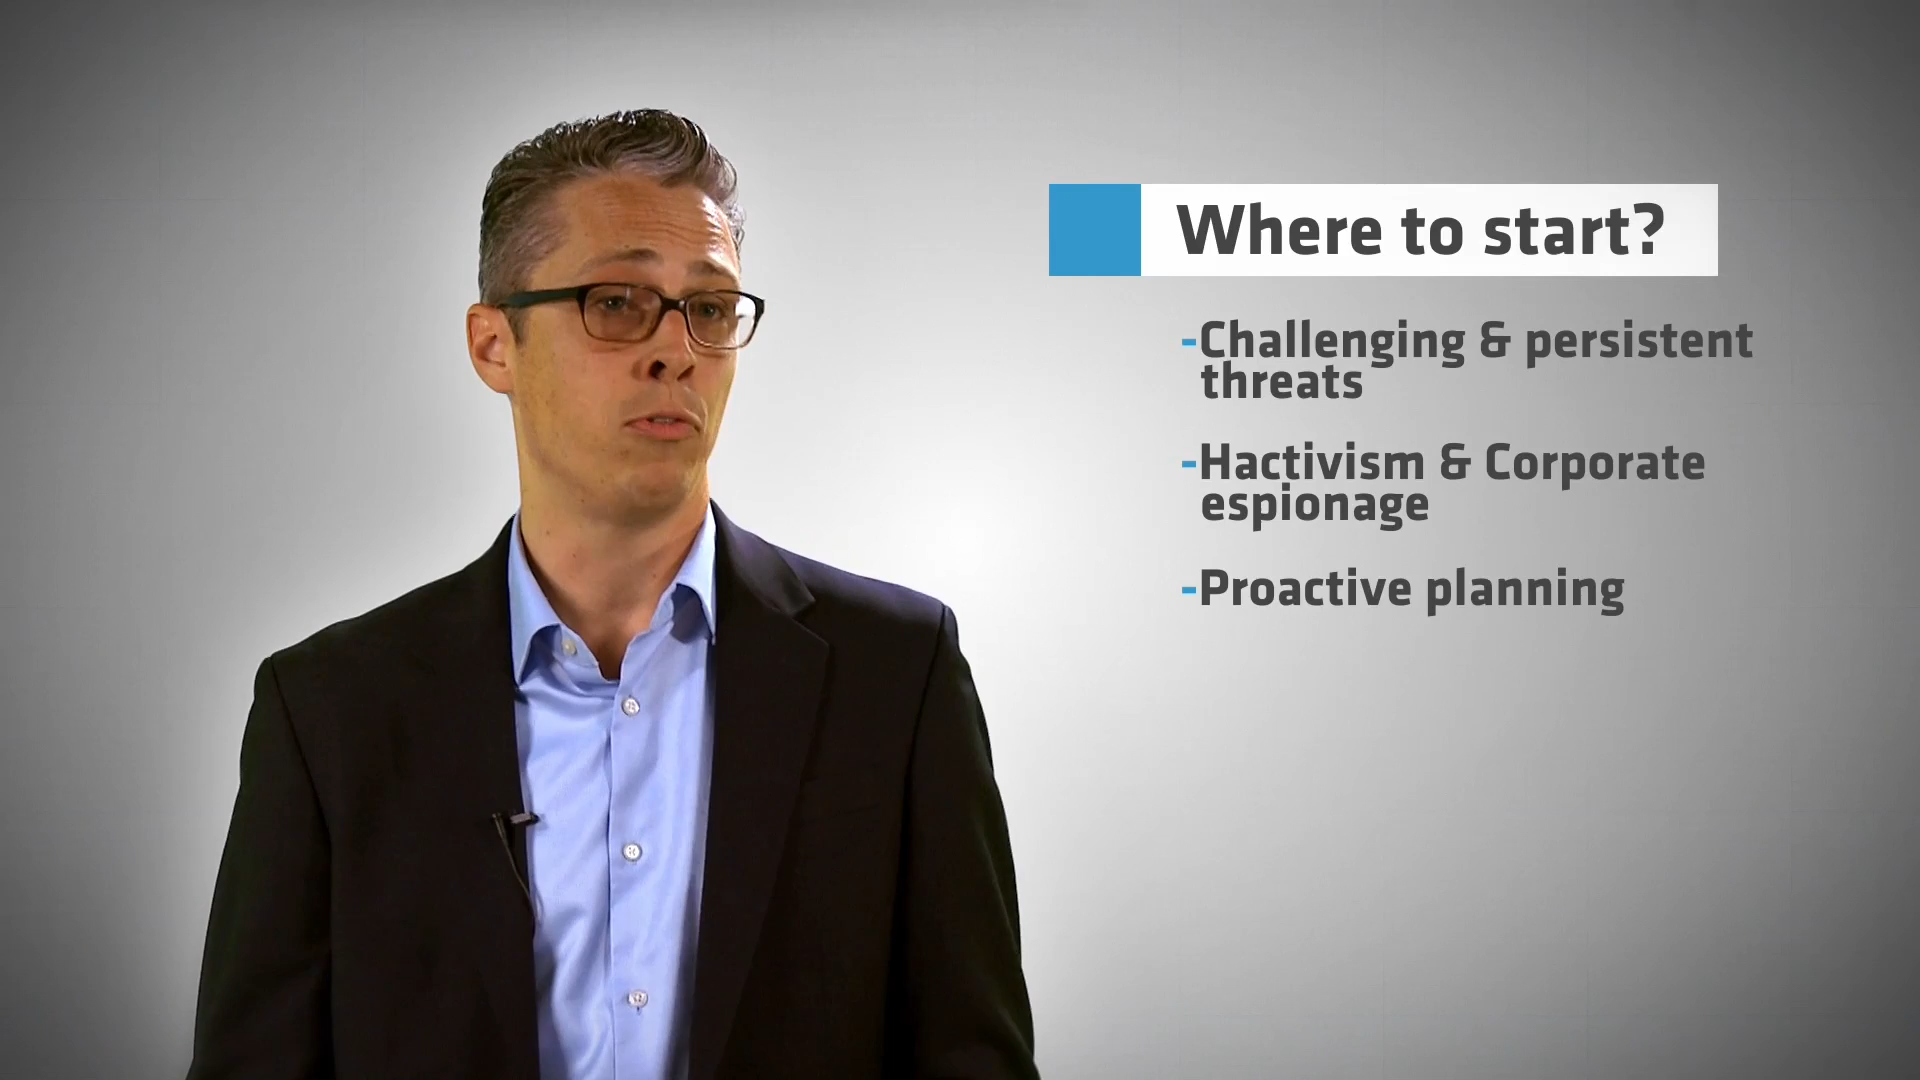 Where to start?
-Challenging & persistent
threats
-Hactivism & Corporate
espionage
-Proactive planning